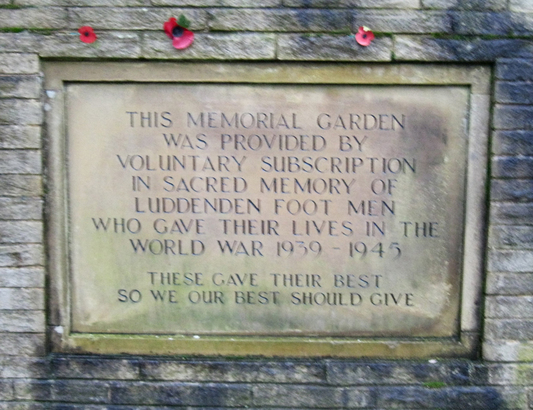 THIS MEMORIAL GARDEN
WAS PROVIDED BY
VOLUNTARY SUBSCRIPTION
IN SACRED MEMORY OF
LUDDENDEN FOOT MEN
WHO GAVE THEIR LIVES IN THE
WORLD WAR 1939 - 1945
THESE GAVE THEIR BEST
SO WE OUR BEST SHOULD GIVE